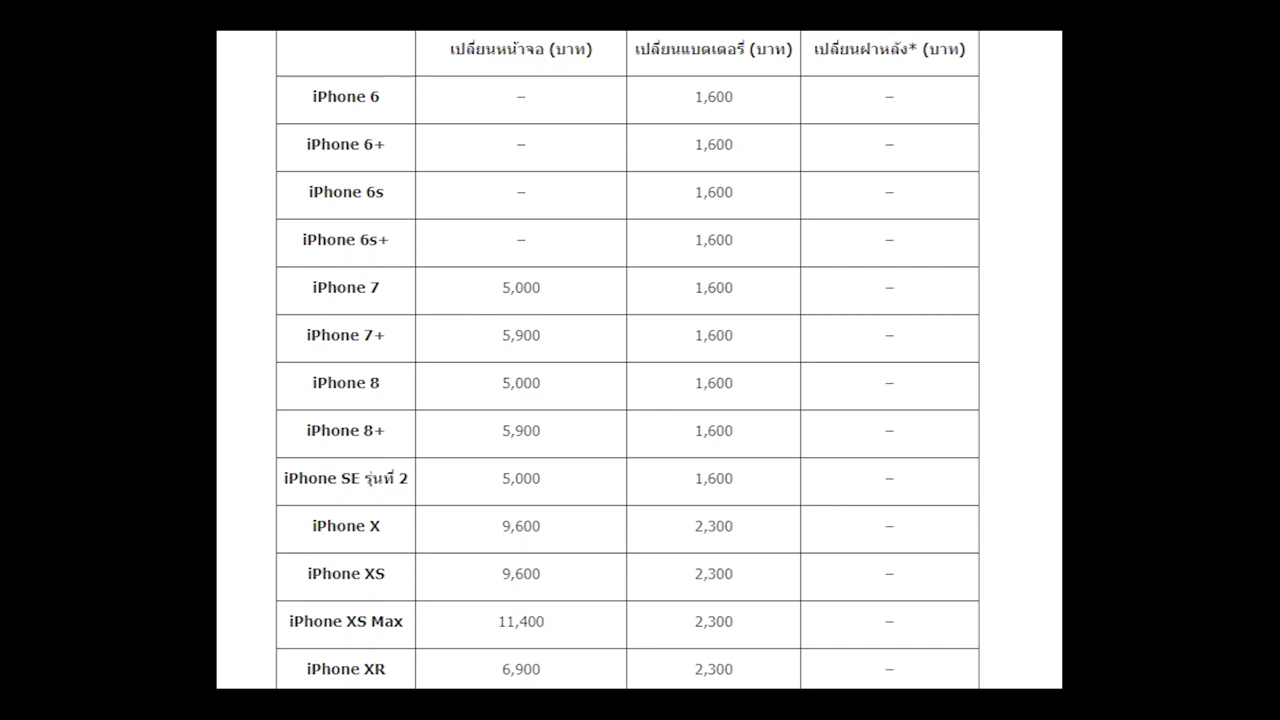 เปลี่ยนหน้าจอ (บาท) เปลี่ยนแบตเตอรี่ (บาท) เปลี่ยนฝาหลัง* (บาท)
iPhone 6 – 1,600 –
iPhone 6+ – 1,600 –
iPhone 6s – 1,600 –
iPhone 6s+ – 1,600 –
iPhone 7 5,000 1,600 –
iPhone 7+ 5,900 1,600 –
iPhone 8 5,000 1,600 –
iPhone 8+ 5,900 1,600 –
iPhone SE รุ่นที่ 2 5,000 1,600 –
iPhone X 9,600 2,300 –
iPhone XS 9,600 2,300 –
iPhone XS Max 11,400 2,300 –
iPhone XR 6,900 2,300 –